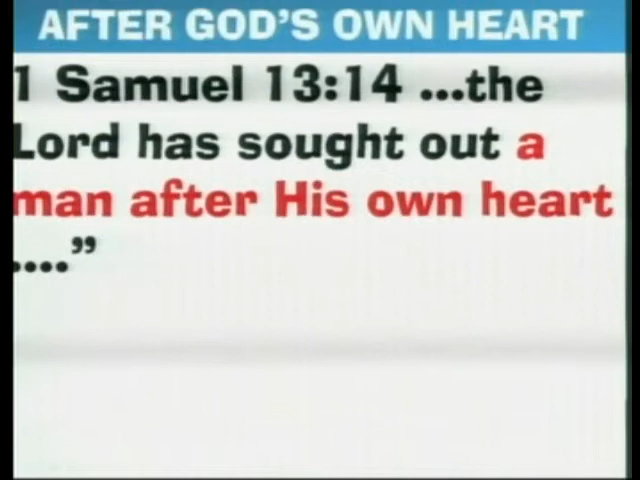 AFTER GOD'S OWN HEART
1 Samuel 13:14 ...the
Lord has sought out a
man after His own heart
...."